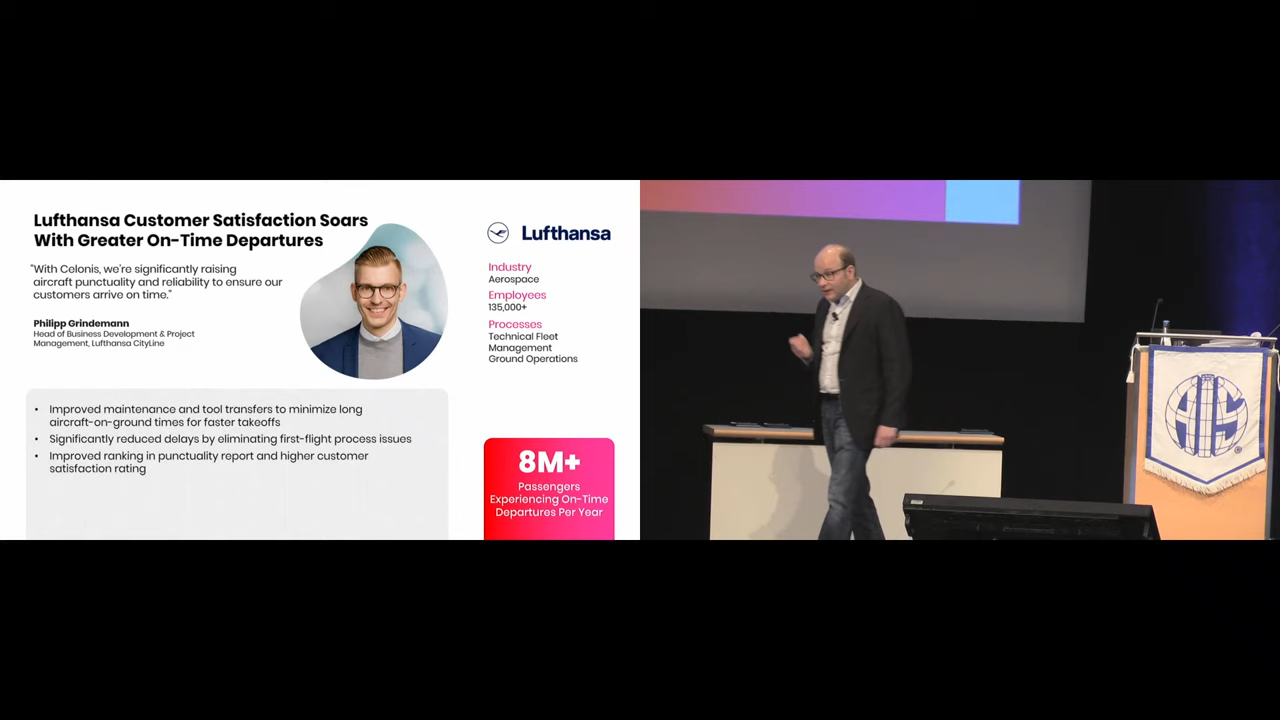 Lufthansa Customer Satisfaction Soars
With Greater On-Time Departures
"With Celonis, we're significantly raising
aircraft punctuality and reliability to ensure our
customers arrive on time."
Philipp Grindemann
Head of Business Development & Project
Management, Lufthansa CityLine
• Improved maintenance and tool transfers to minimize long
aircraft-on-ground times for faster takeoffs
• Significantly reduced delays by eliminating first-flight process issues
• Improved ranking in punctuality report and higher customer
satisfaction rating
Lufthansa
Industry
Aerospace
Employees
135,000+
Processes
Technical Fleet
Management
Ground Operations
8M+
Passengers
Experiencing On-Time
Departures Per Year
AIC
®